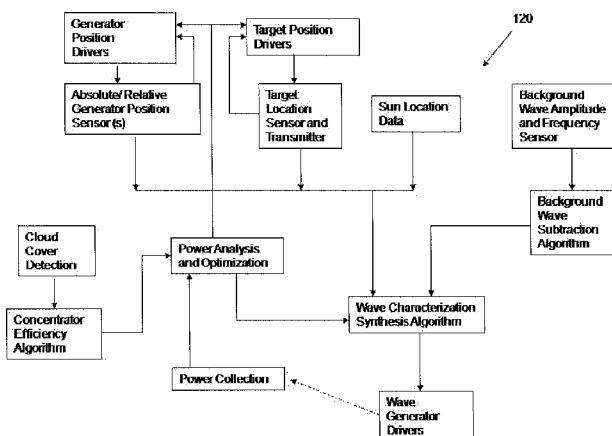 120
Generator
Position
Drivers
Target Position
Drivers
Absolute/ Relative
Generator Position
Sensor(s)
Target
Location
Sensor and
Transmitter
Sun Location
Data
Background
Wave Amplitude
and Frequency
Sensor
Background
Wave
Subtraction
Algorithm
Cloud
Cover
Detection
Power Analysis
and Optimization
Concentrator
Efficiency
Algorithm
Wave Characterization
Synthesis Algorithm
Power Collection
Wave
Generator
Drivers